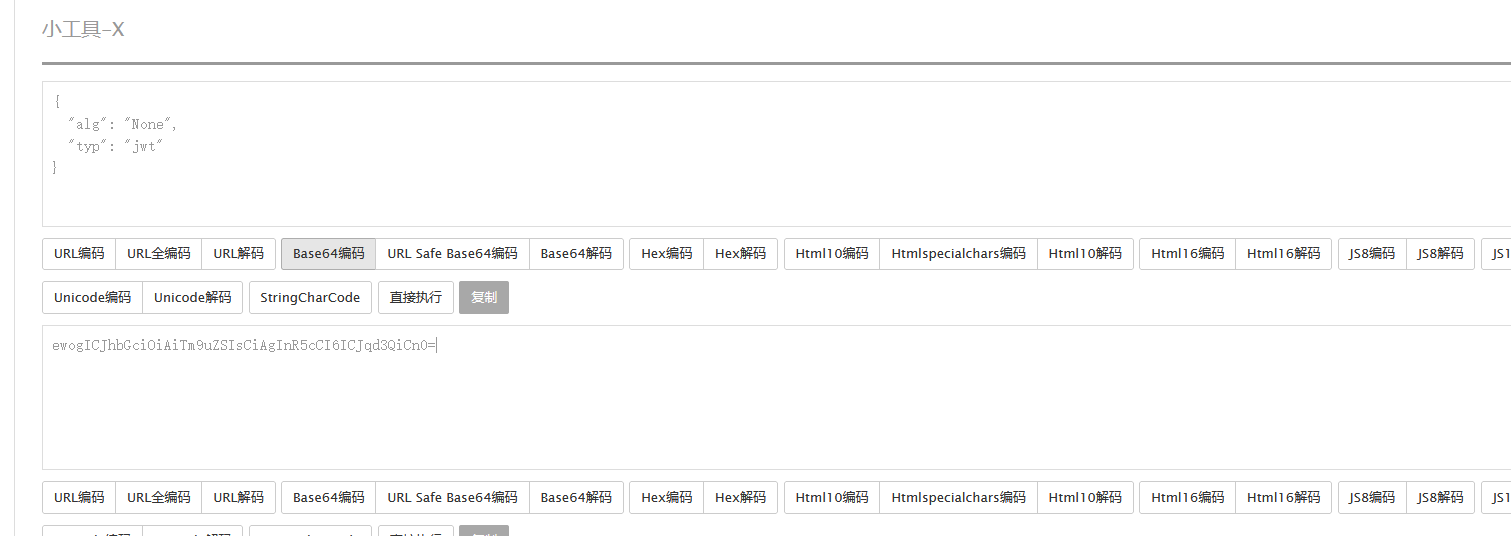 小工具-X
{
"alg": "None",
"typ": "jwt"
}
URL编码 URL全编码 URL解码 Base64编码 URL Safe Base64编码 Base64解码 Hex编码 Hex解码 Html10编码 Htmlspecialchars编码 Html10解码 Html16编码 Html16解码 JS8编码 JS8解码 JS1
Unicode编码 Unicode解码 StringCharCode 直接执行 复制
ewogICJhbGciOiAiTm9uZSIsCiAgInR5cCI6ICJqd3QiCn0=
URL编码 URL全编码 URL解码 Base64编码 URL Safe Base64编码 Base64解码 Hex编码 Hex解码 Html10编码 Htmlspecialchars编码 Html10解码 Html16编码 Html16解码 JS8编码 JS8解码 JS1